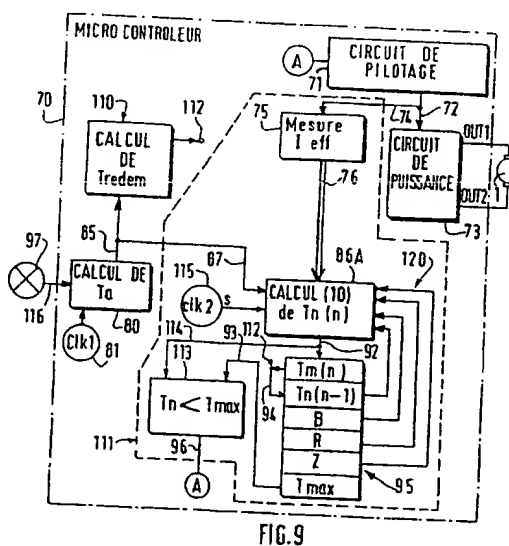 MICRO CONTROLEUR
70
110
112
CALCUL
DE
Tredem
A
71
CIRCUIT DE
PILOTAGE
72
74
75
Mesure
I eff
76
CIRCUIT
DE
PUISSANCE
73
OUT1
OUT2
1
85
87
97
116
CALCUL DE
Ta
80
Clk1
81
115
clk2
s
86A
120
CALCUL (10)
de Tn (n)
114
93
112
92
113
94
Tn < Tmax
Tm(n)
Tn(n-1)
B
R
Z
Tmax
95
96
111
A
FIG.9